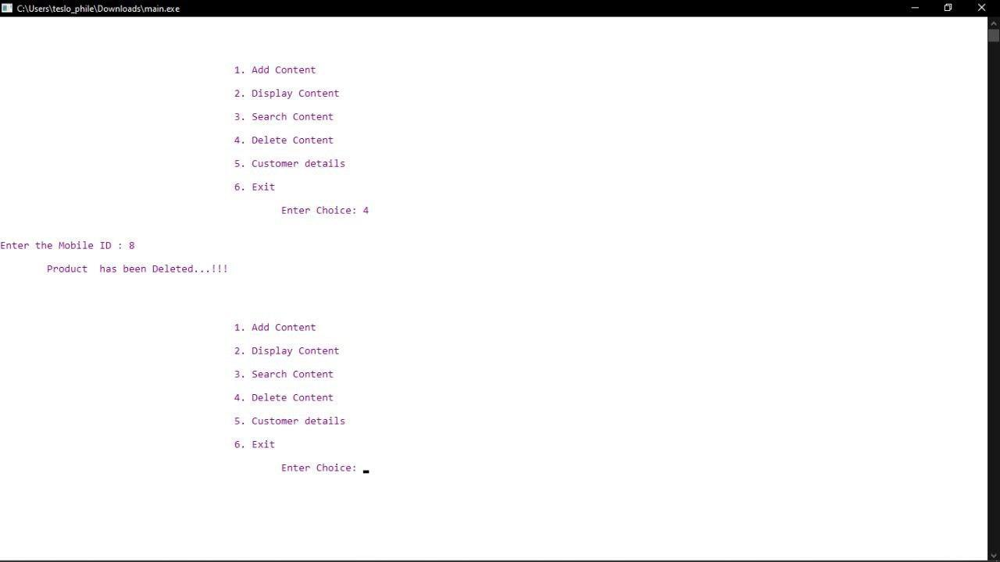 C:\Users\teslo_phile\Downloads\main.exe
1. Add Content
2. Display Content
3. Search Content
4. Delete Content
5. Customer details
6. Exit
Enter Choice: 4
Enter the Mobile ID : 8
Product  has been Deleted...!!!
1. Add Content
2. Display Content
3. Search Content
4. Delete Content
5. Customer details
6. Exit
Enter Choice: